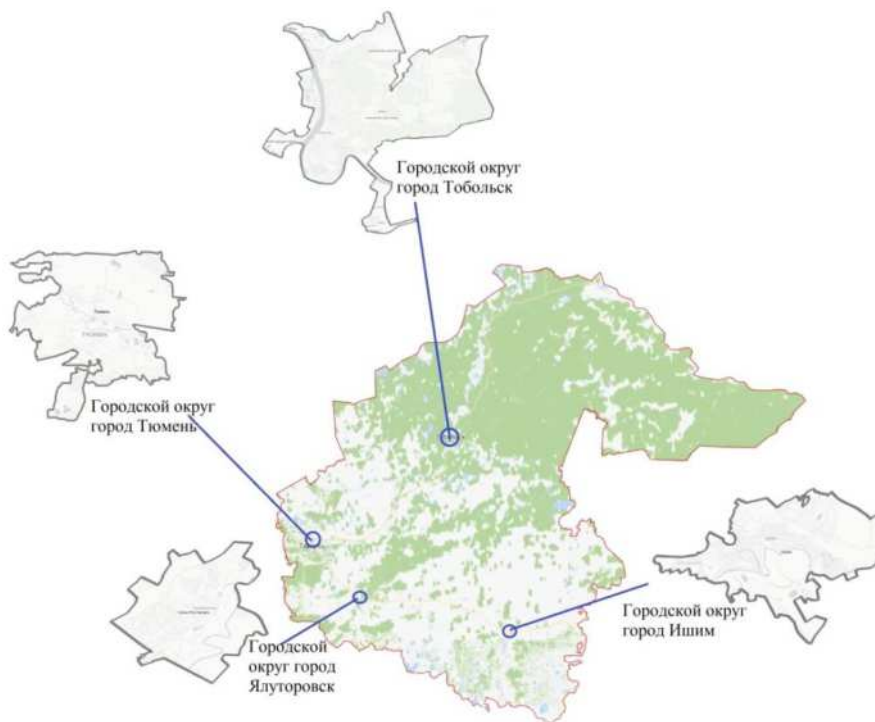 Городской округ
город Тобольск
Городской округ
город Тюмень
Городской округ
город Ишим
Городской
округ город
Ялуторовск